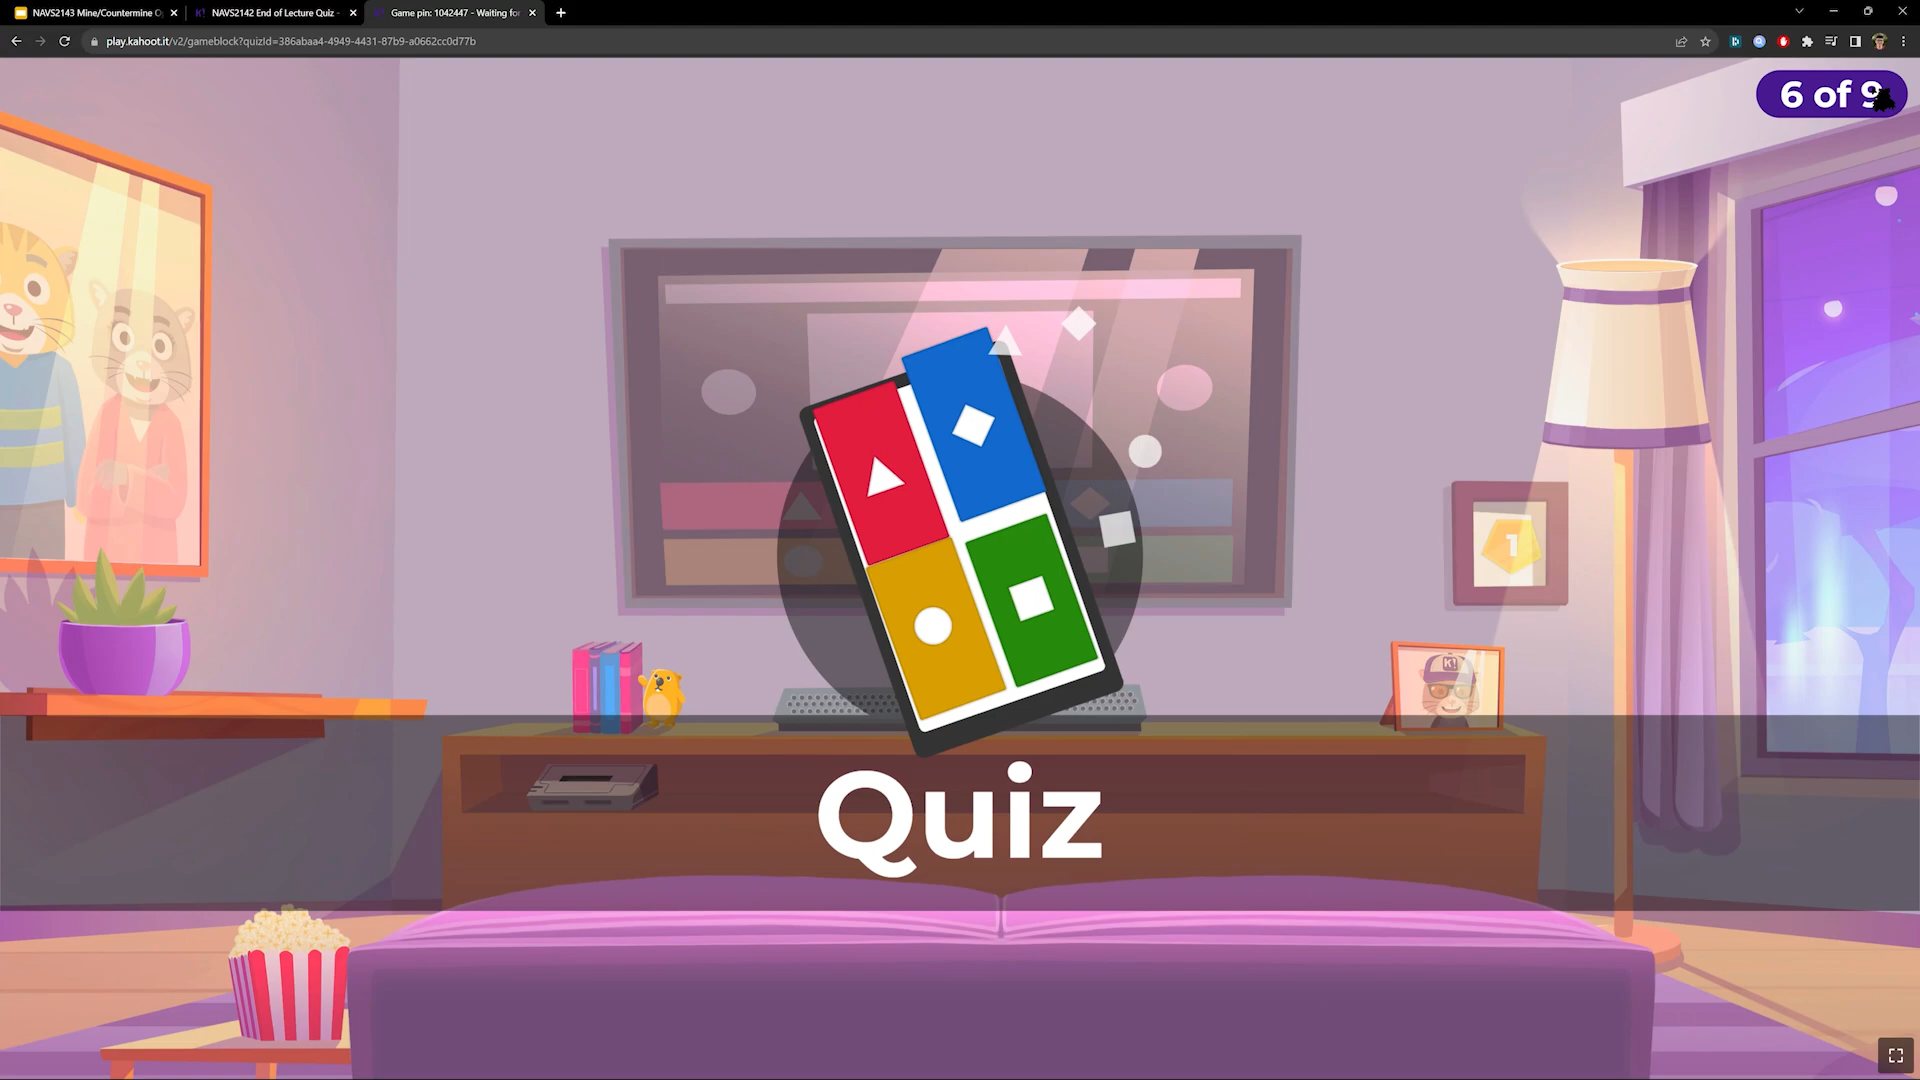 NAVS2143 Mine/Countermine O
NAVS2142 End of Lecture Quiz -
Game pin: 1042447 - Waiting fo
play.kahoot.it/v2/gameblock?quizId=386abaa4-4949-4431-87b9-a0662cc0d77b
6 of 9
1
K!
Quiz